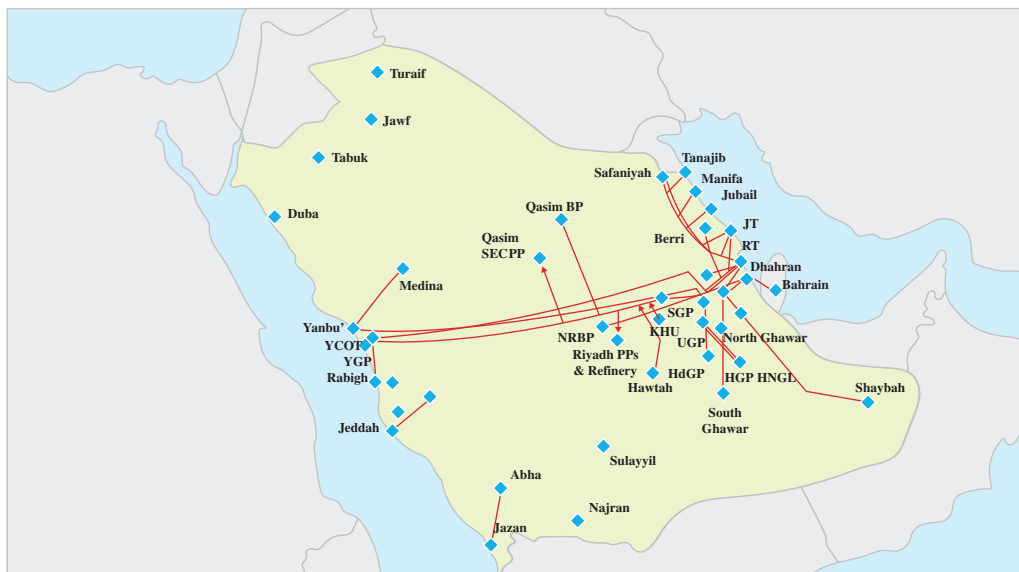 Turaif
Jawf
Tabuk
Duba
Safaniyah
Tanajib
Manifa
Jubail
Qasim BP
Berri
JT
Qasim
SECPP
RT
Dhahran
Bahrain
Medina
Yanbu'
YCOT
YGP
Rabigh
NRBP
Riyadh PPs
& Refinery
SGP
KHU
UGP
North Ghawar
HdGP
HGP HNGL
Hawtah
Shaybah
South
Ghawar
Jeddah
Sulayyil
Abha
Najran
Jazan